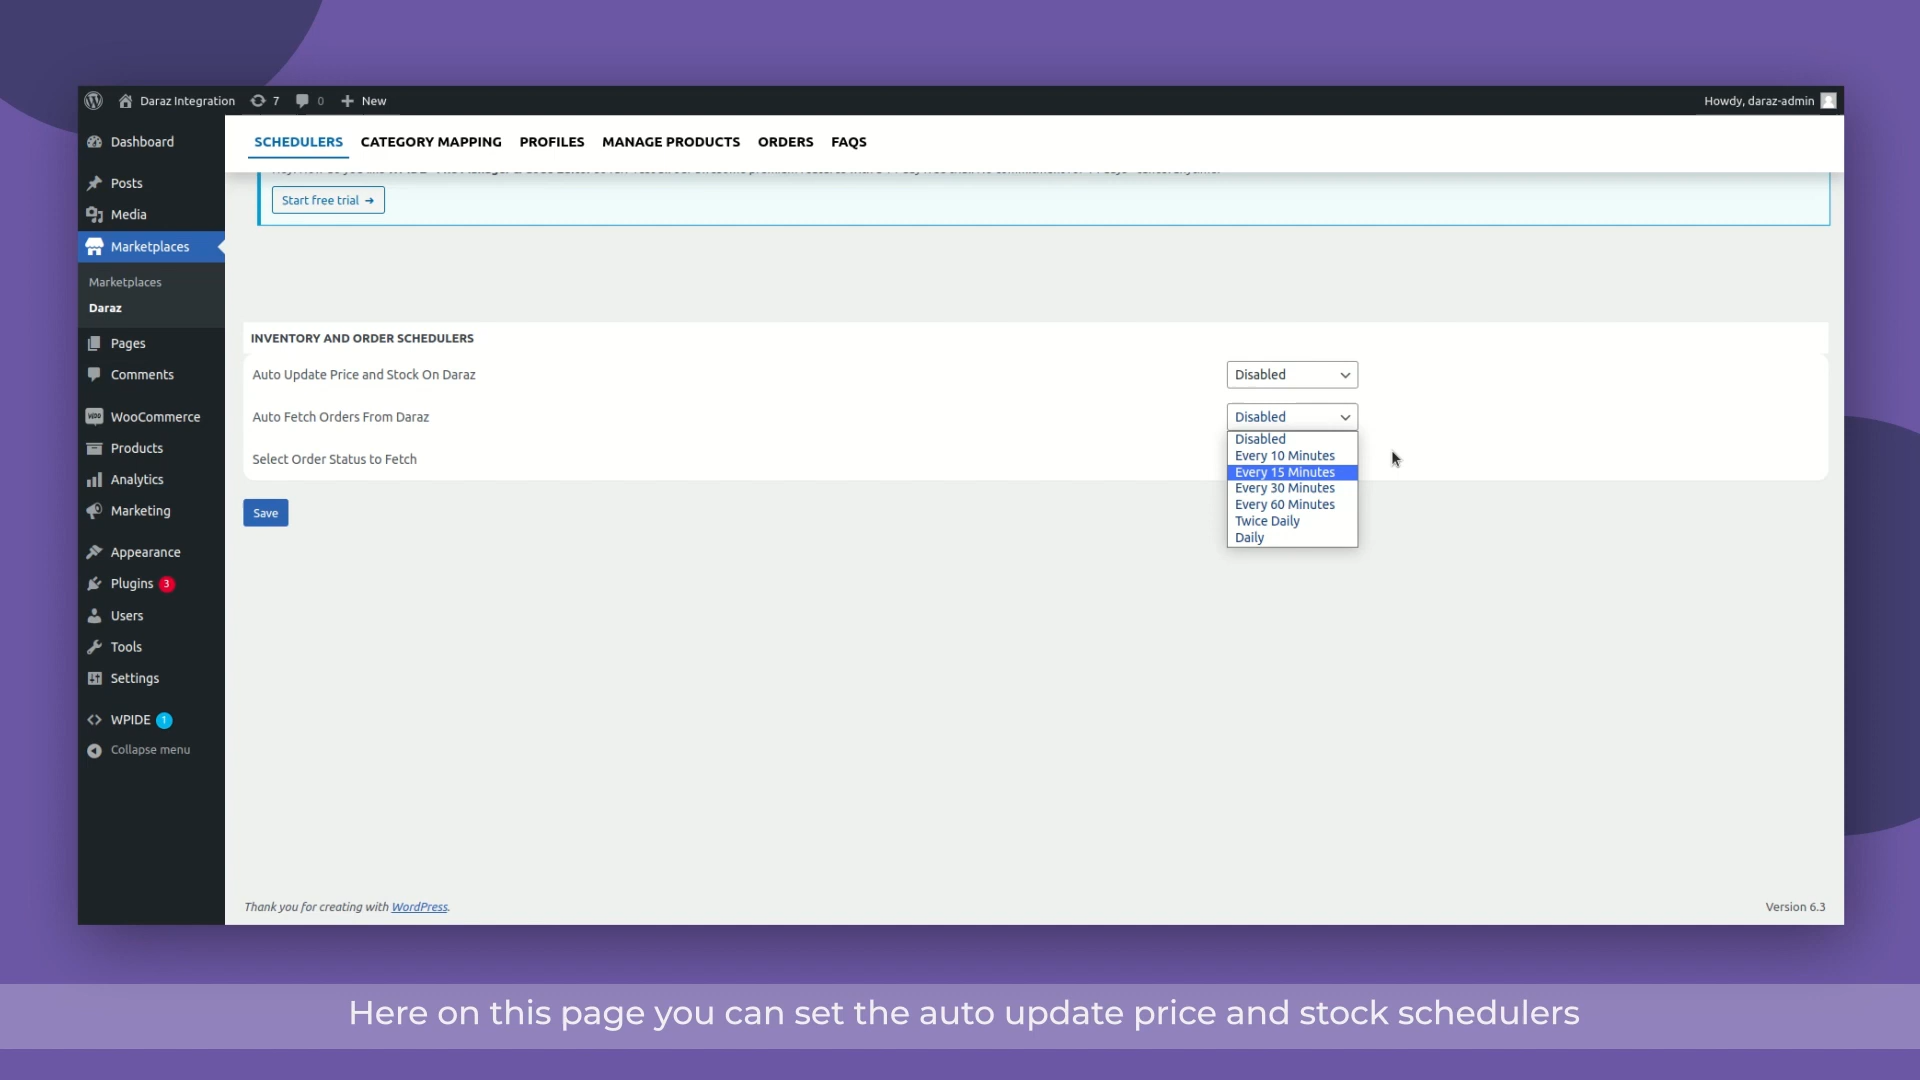 Daraz Integration
7
0
New
Howdy, daraz-admin
Dashboard
Posts
Media
Marketplaces
Marketplaces
Daraz
Pages
Comments
WooCommerce
Products
Analytics
Marketing
Appearance
Plugins 3
Users
Tools
Settings
WPIDE 1
Collapse menu
SCHEDULERS
CATEGORY MAPPING
PROFILES
MANAGE PRODUCTS
ORDERS
FAQS
Start free trial →
INVENTORY AND ORDER SCHEDULERS
Auto Update Price and Stock On Daraz
Disabled
Auto Fetch Orders From Daraz
Disabled
Disabled
Every 10 Minutes
Every 15 Minutes
Every 30 Minutes
Every 60 Minutes
Twice Daily
Daily
Select Order Status to Fetch
Save
Thank you for creating with WordPress.
Version 6.3
Here on this page you can set the auto update price and stock schedulers